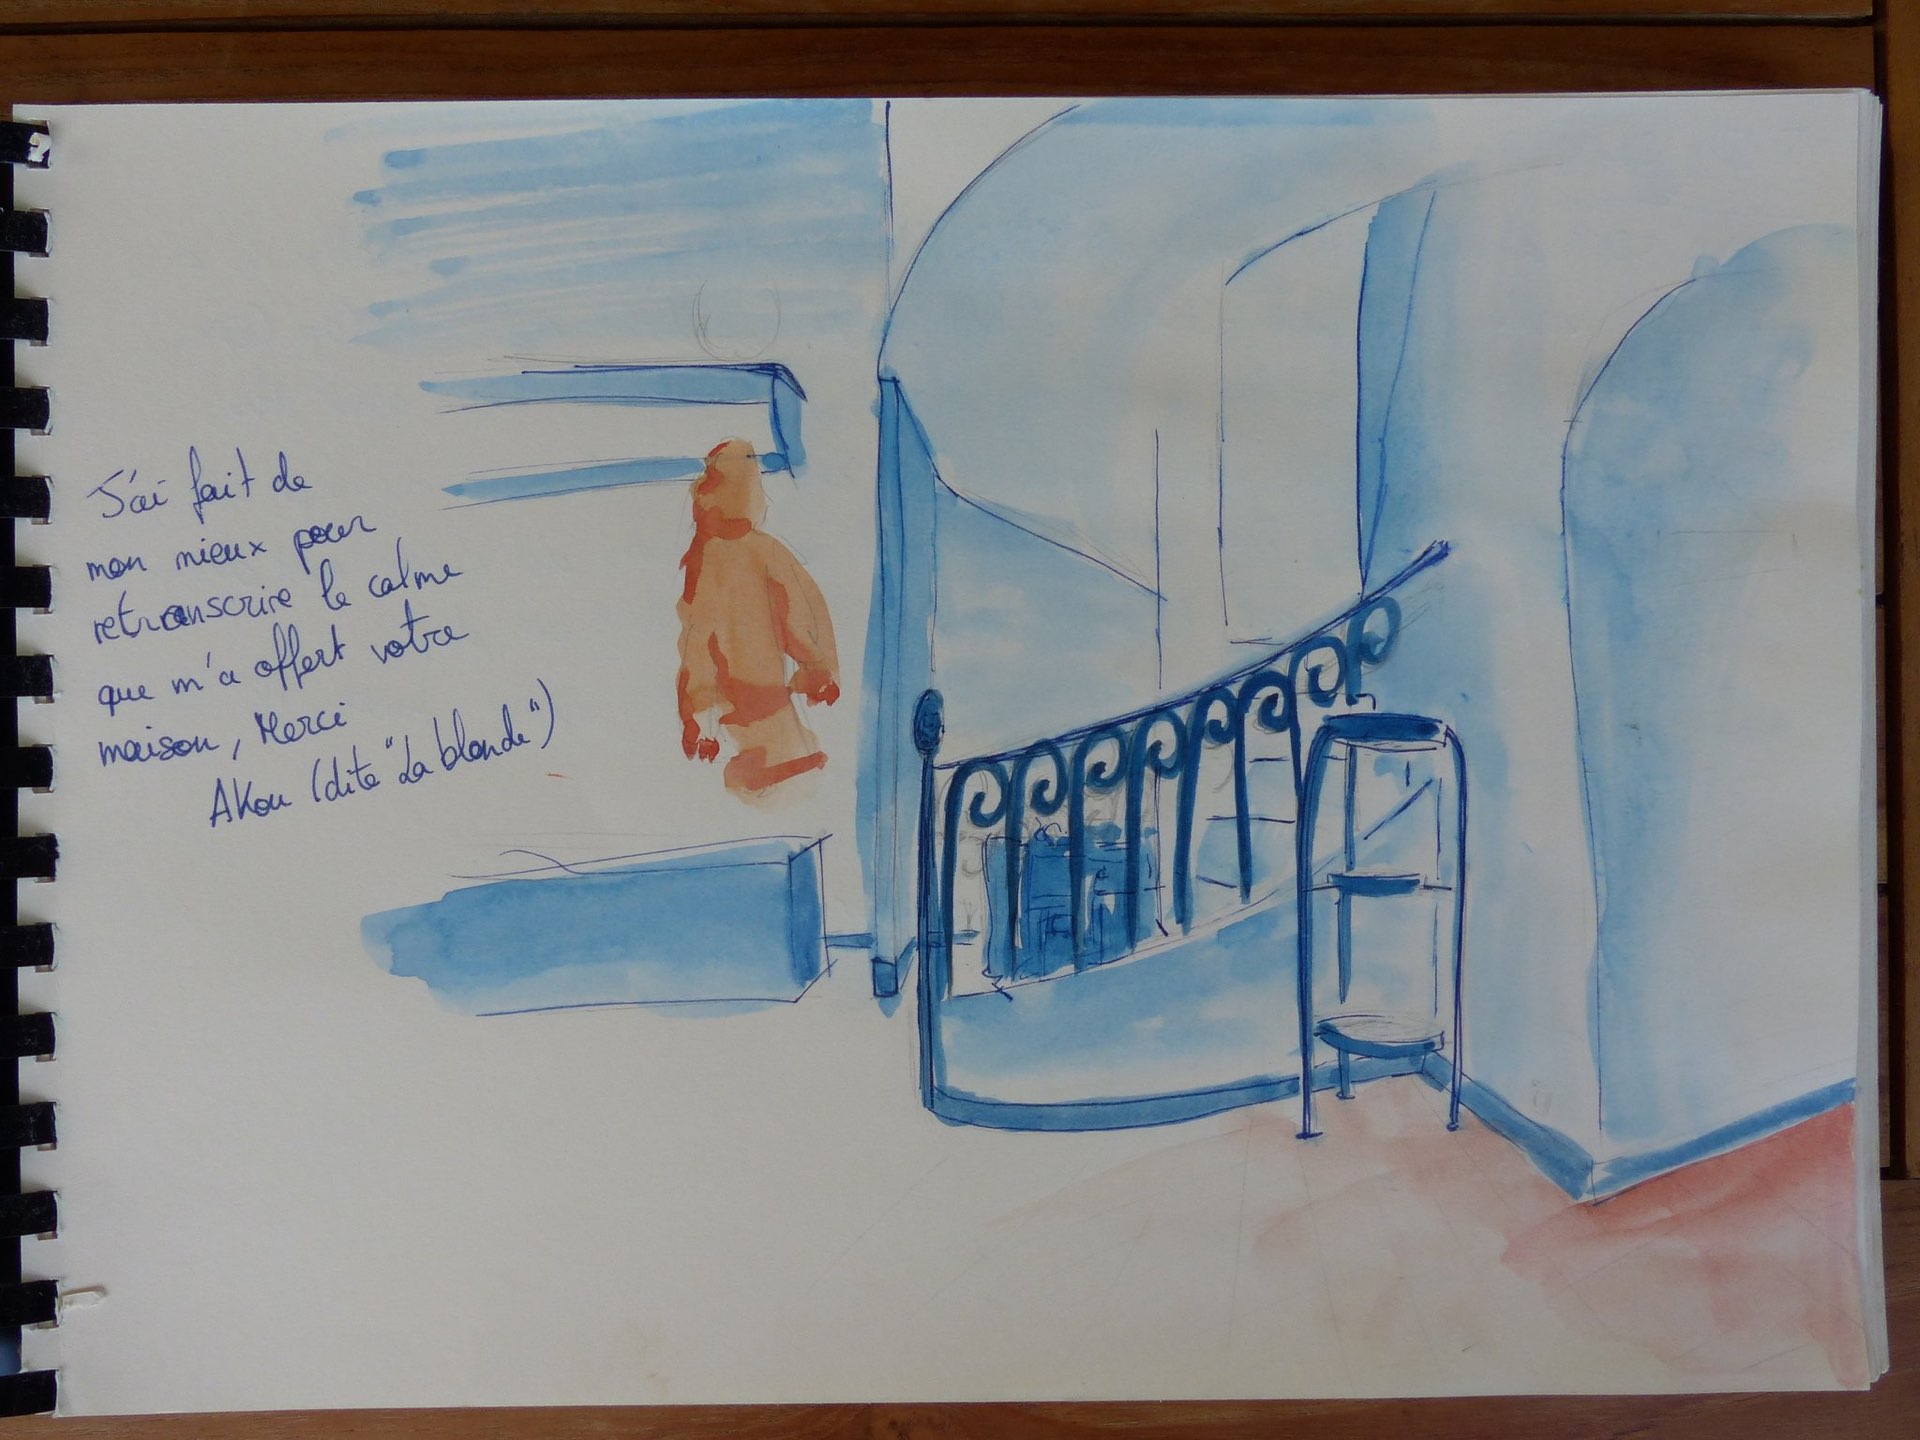 J'ai fait de
mon mieux pour
retranscrire le calme
que m'a offert votre
maison, Merci
Akou (dite "La blonde")